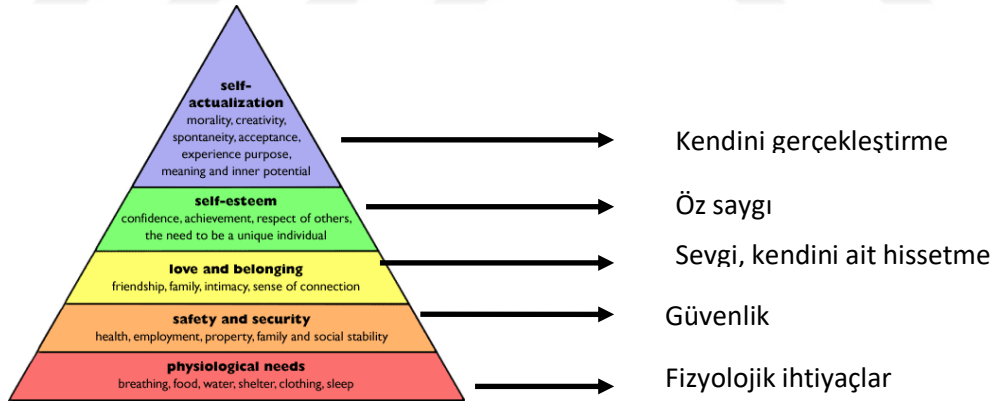 self-
actualization
morality, creativity,
spontaneity, acceptance,
experience purpose,
meaning and inner potential
Kendini gerçekleştirme
self-esteem
confidence, achievement, respect of others,
the need to be a unique individual
Öz saygı
love and belonging
friendship, family, intimacy, sense of connection
Sevgi, kendini ait hissetme
safety and security
health, employment, property, family and social stability
Güvenlik
physiological needs
breathing, food, water, shelter, clothing, sleep
Fizyolojik ihtiyaçlar